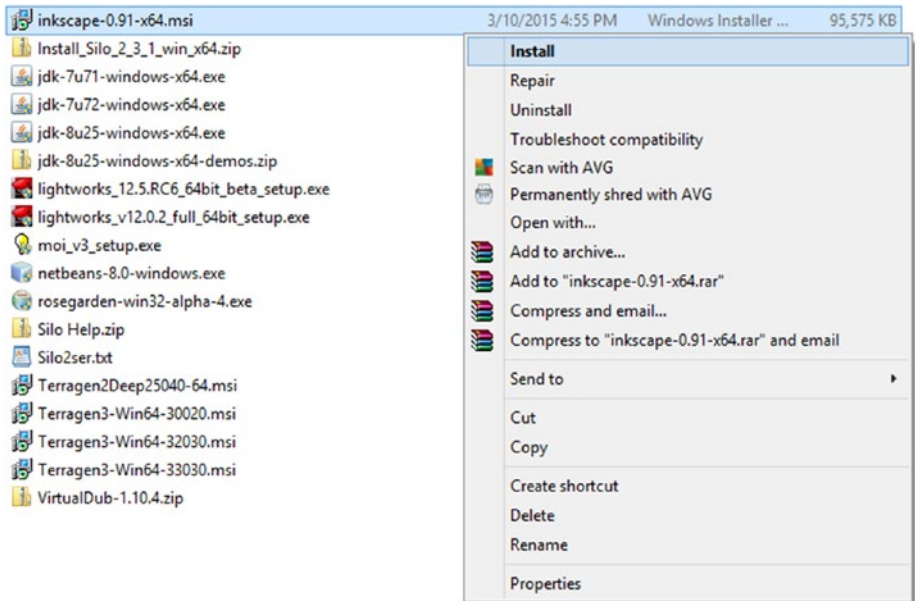 inkscape-0.91-x64.msi 3/10/2015 4:55 PM Windows Installer ... 95,575 KB
Install_Silo_2_3_1_win_x64.zip
jdk-7u71-windows-x64.exe
jdk-7u72-windows-x64.exe
jdk-8u25-windows-x64.exe
jdk-8u25-windows-x64-demos.zip
lightworks_12.5.RC6_64bit_beta_setup.exe
lightworks_v12.0.2_full_64bit_setup.exe
moi_v3_setup.exe
netbeans-8.0-windows.exe
rosegarden-win32-alpha-4.exe
Silo Help.zip
Silo2ser.txt
Terragen2Deep25040-64.msi
Terragen3-Win64-30020.msi
Terragen3-Win64-32030.msi
Terragen3-Win64-33030.msi
VirtualDub-1.10.4.zip
Install
Repair
Uninstall
Troubleshoot compatibility
Scan with AVG
Permanently shred with AVG
Open with...
Add to archive...
Add to "inkscape-0.91-x64.rar"
Compress and email...
Compress to "inkscape-0.91-x64.rar" and email
Send to
Cut
Copy
Create shortcut
Delete
Rename
Properties